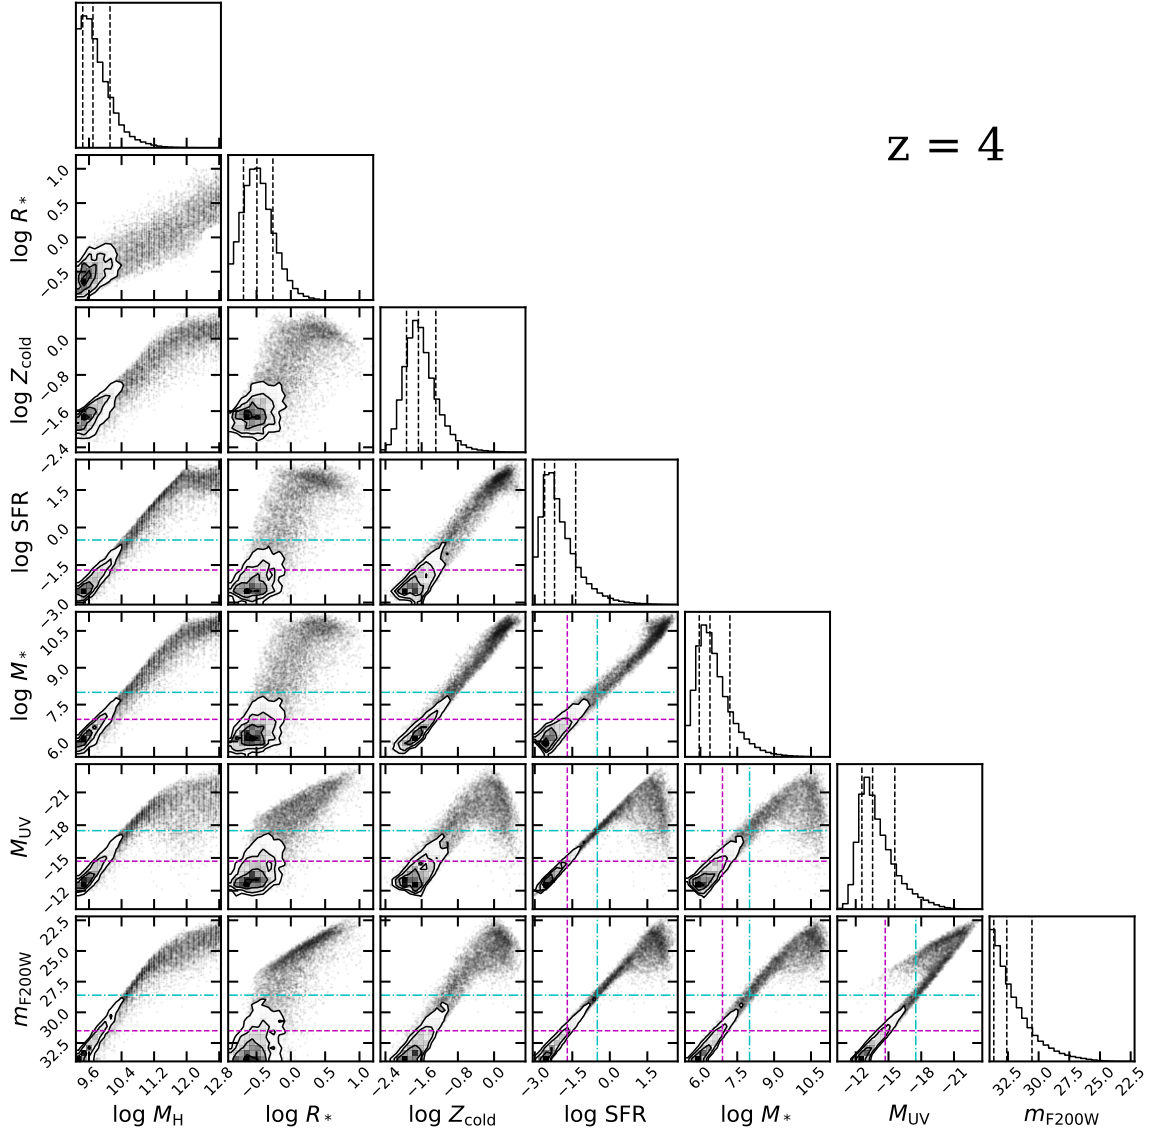 z = 4
log R*
1.0
0.5
0.0
−0.5
log Z_cold
0.0
−0.8
−1.6
−2.4
log SFR
1.5
0.0
−1.5
−3.0
log M*
10.5
9.0
7.5
6.0
M_UV
−21
−18
−15
−12
m_F200W
22.5
25.0
27.5
30.0
32.5
9.6 10.4 11.2 12.0 12.8
−0.5 0.0 0.5 1.0
−2.4 −1.6 −0.8 0.0
−3.0 −1.5 0.0 1.5
6.0 7.5 9.0 10.5
−12 −15 −18 −21
32.5 30.0 27.5 25.0 22.5
log M_H log R* log Z_cold log SFR log M* M_UV m_F200W